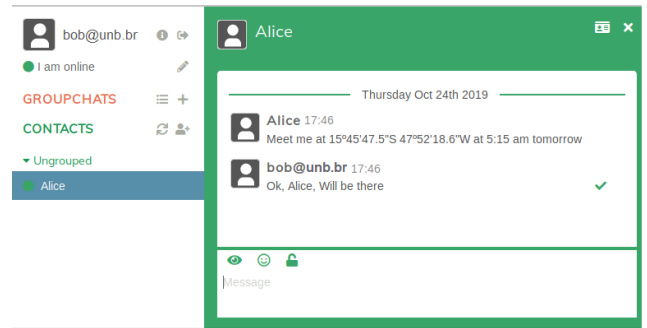 bob@unb.br
I am online
GROUPCHATS
CONTACTS
Ungrouped
Alice
Alice
Thursday Oct 24th 2019
Alice 17:46
Meet me at 15º45'47.5"S 47º52'18.6"W at 5:15 am tomorrow
bob@unb.br 17:46
Ok, Alice, Will be there
Message